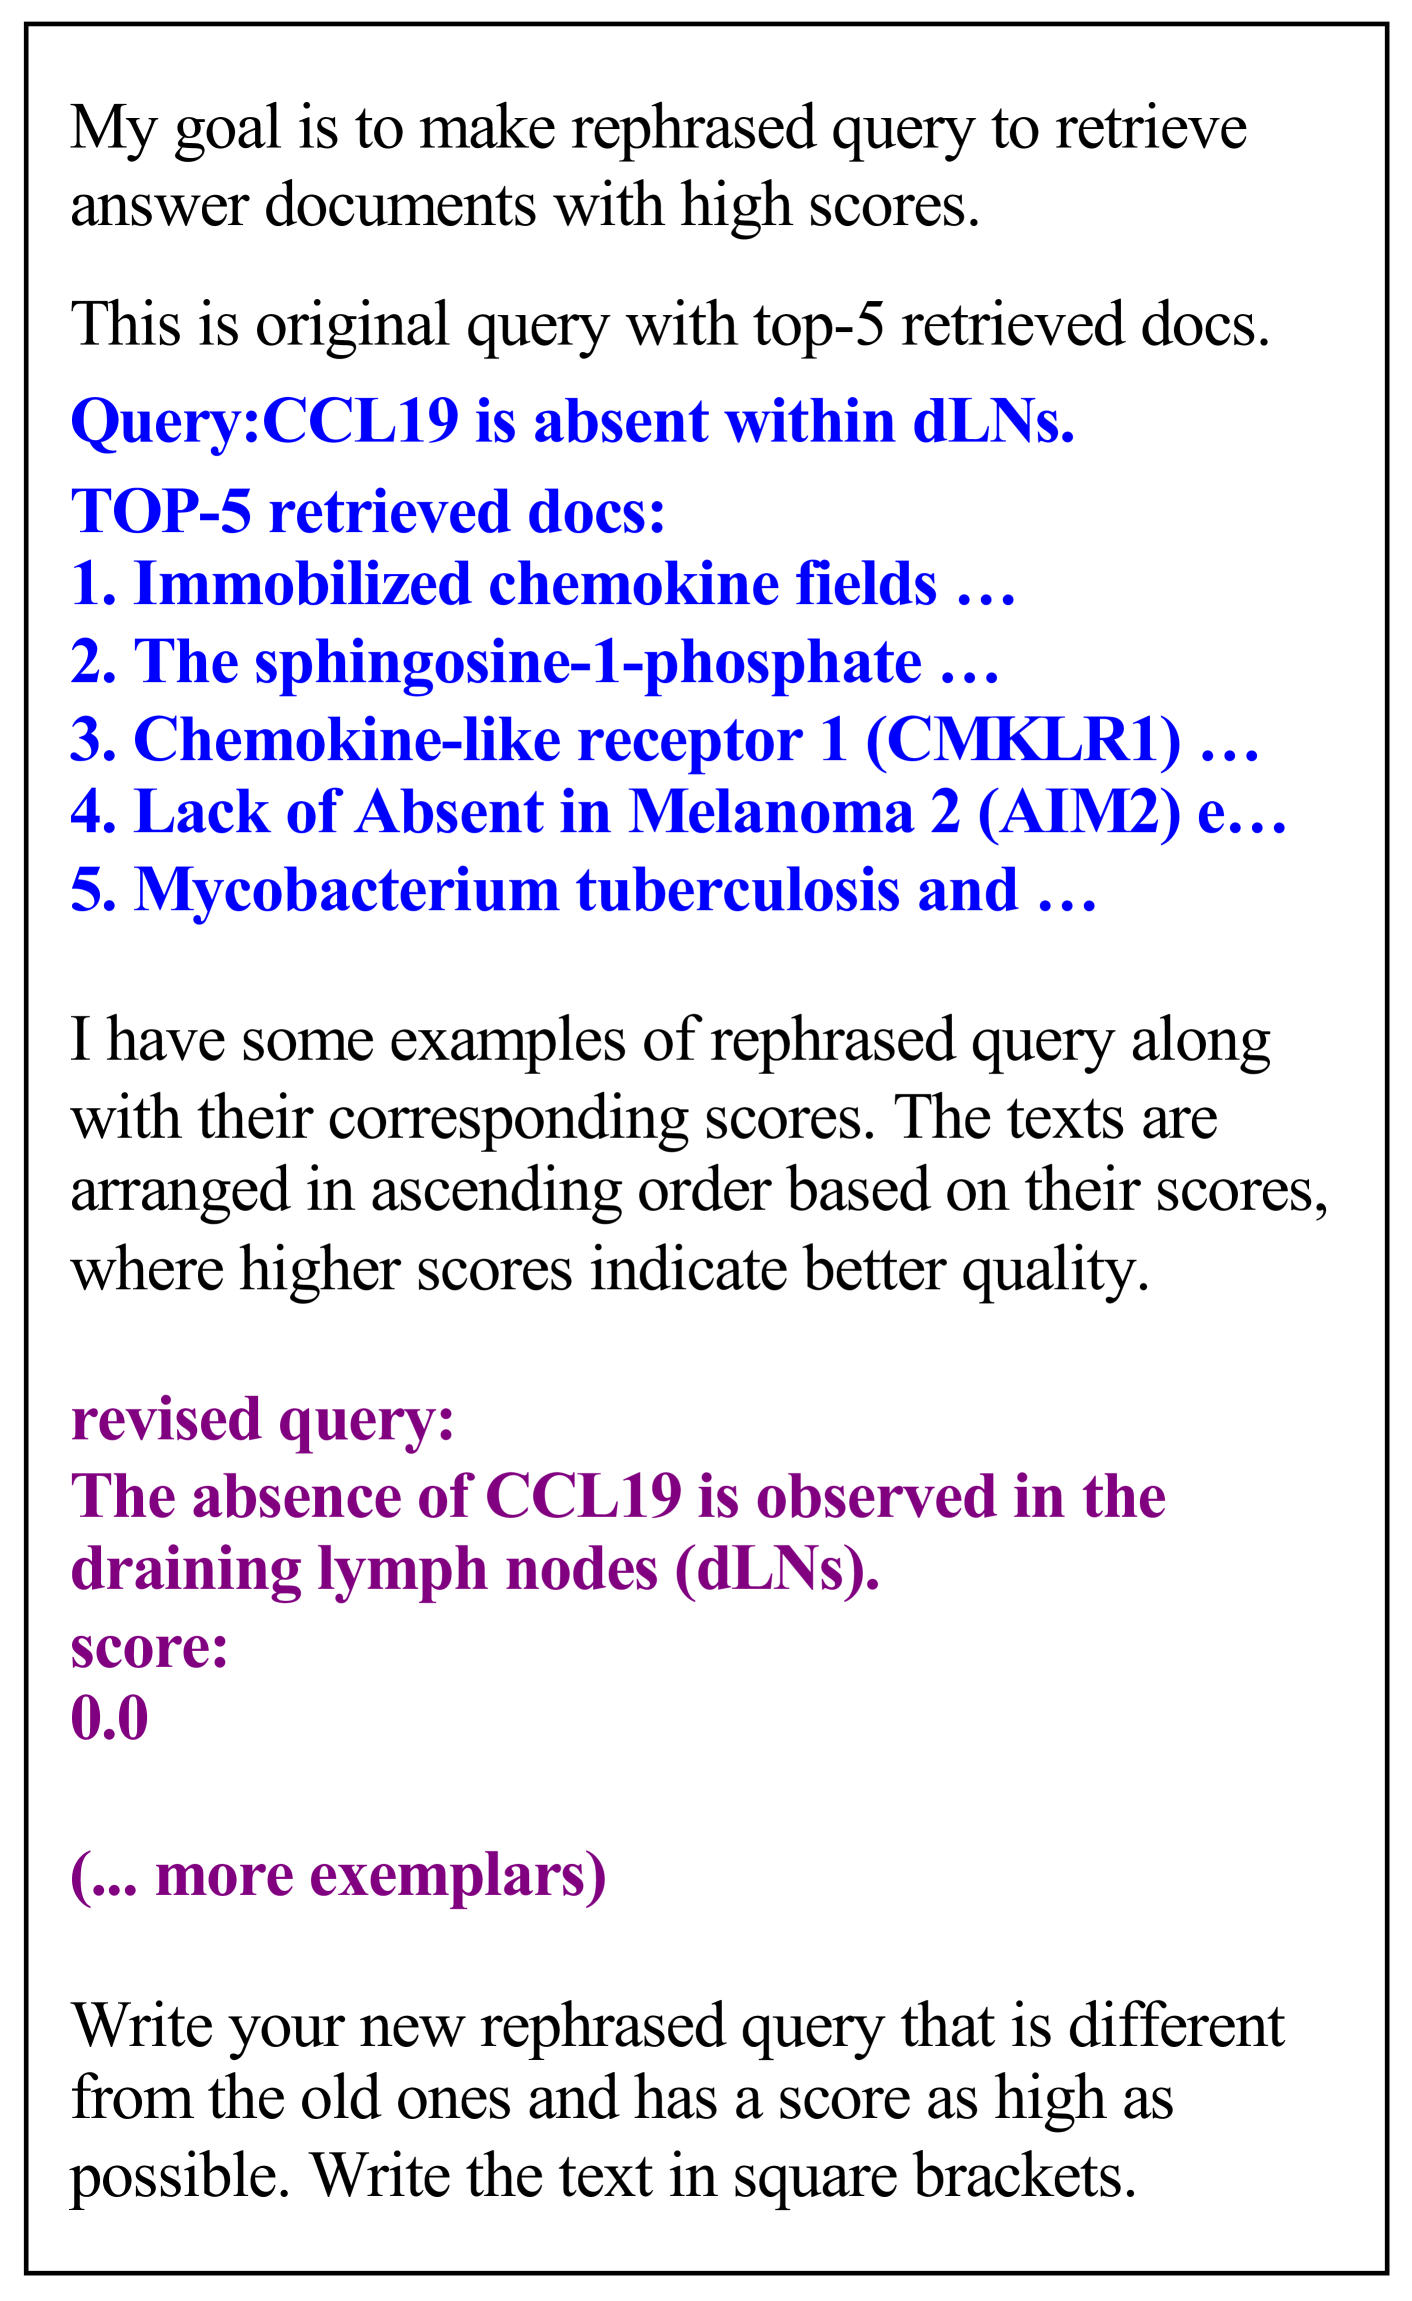 My goal is to make rephrased query to retrieve
answer documents with high scores.
This is original query with top-5 retrieved docs.
Query:CCL19 is absent within dLNs.
TOP-5 retrieved docs:
1. Immobilized chemokine fields …
2. The sphingosine-1-phosphate …
3. Chemokine-like receptor 1 (CMKLR1) …
4. Lack of Absent in Melanoma 2 (AIM2) e…
5. Mycobacterium tuberculosis and …
I have some examples of rephrased query along
with their corresponding scores. The texts are
arranged in ascending order based on their scores,
where higher scores indicate better quality.
revised query:
The absence of CCL19 is observed in the
draining lymph nodes (dLNs).
score:
0.0
(... more exemplars)
Write your new rephrased query that is different
from the old ones and has a score as high as
possible. Write the text in square brackets.